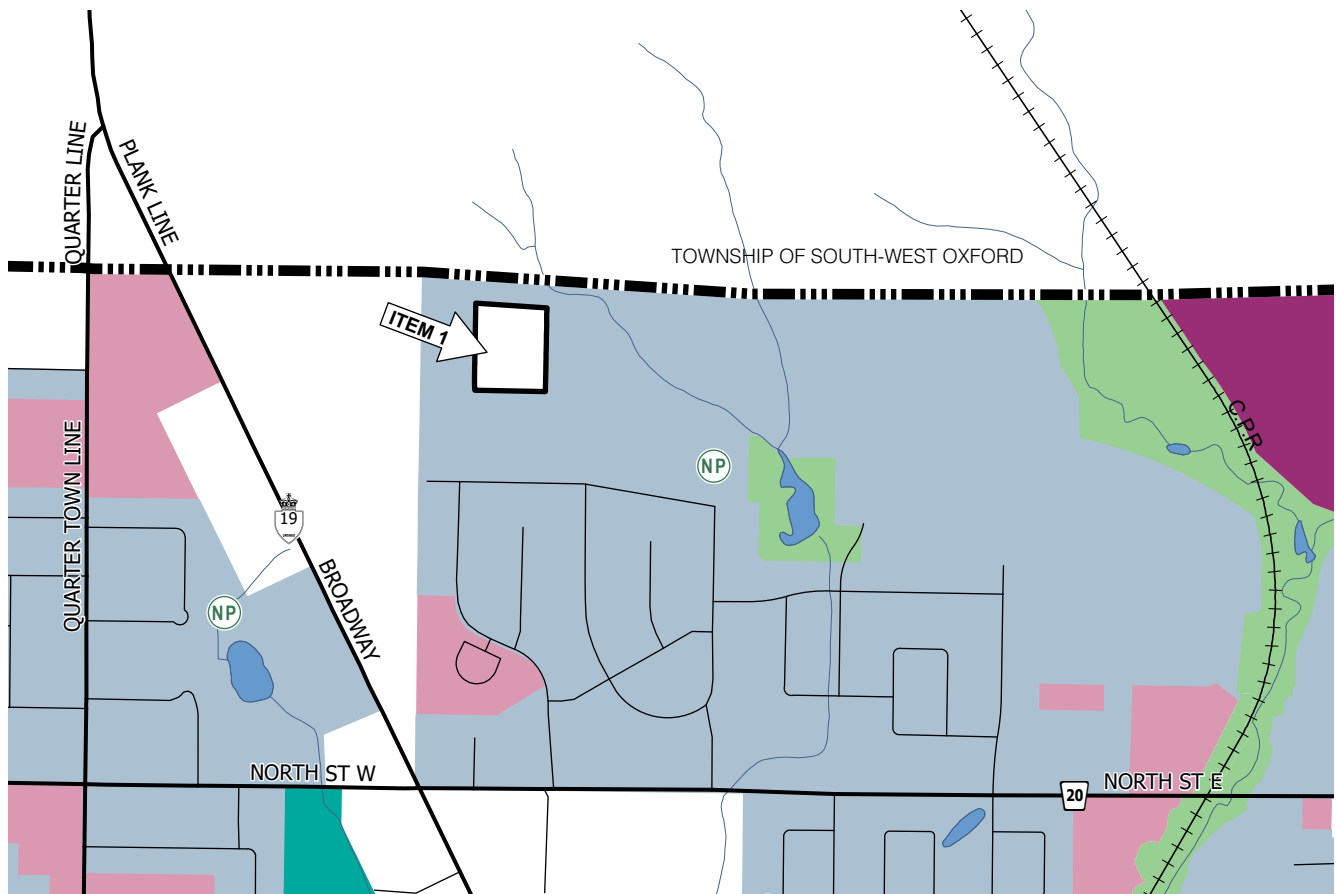 QUARTER LINE
PLANK LINE
TOWNSHIP OF SOUTH-WEST OXFORD
ITEM 1
C.P.R
QUARTER TOWN LINE
NP
19
BROADWAY
NP
NORTH ST W
20
NORTH ST E